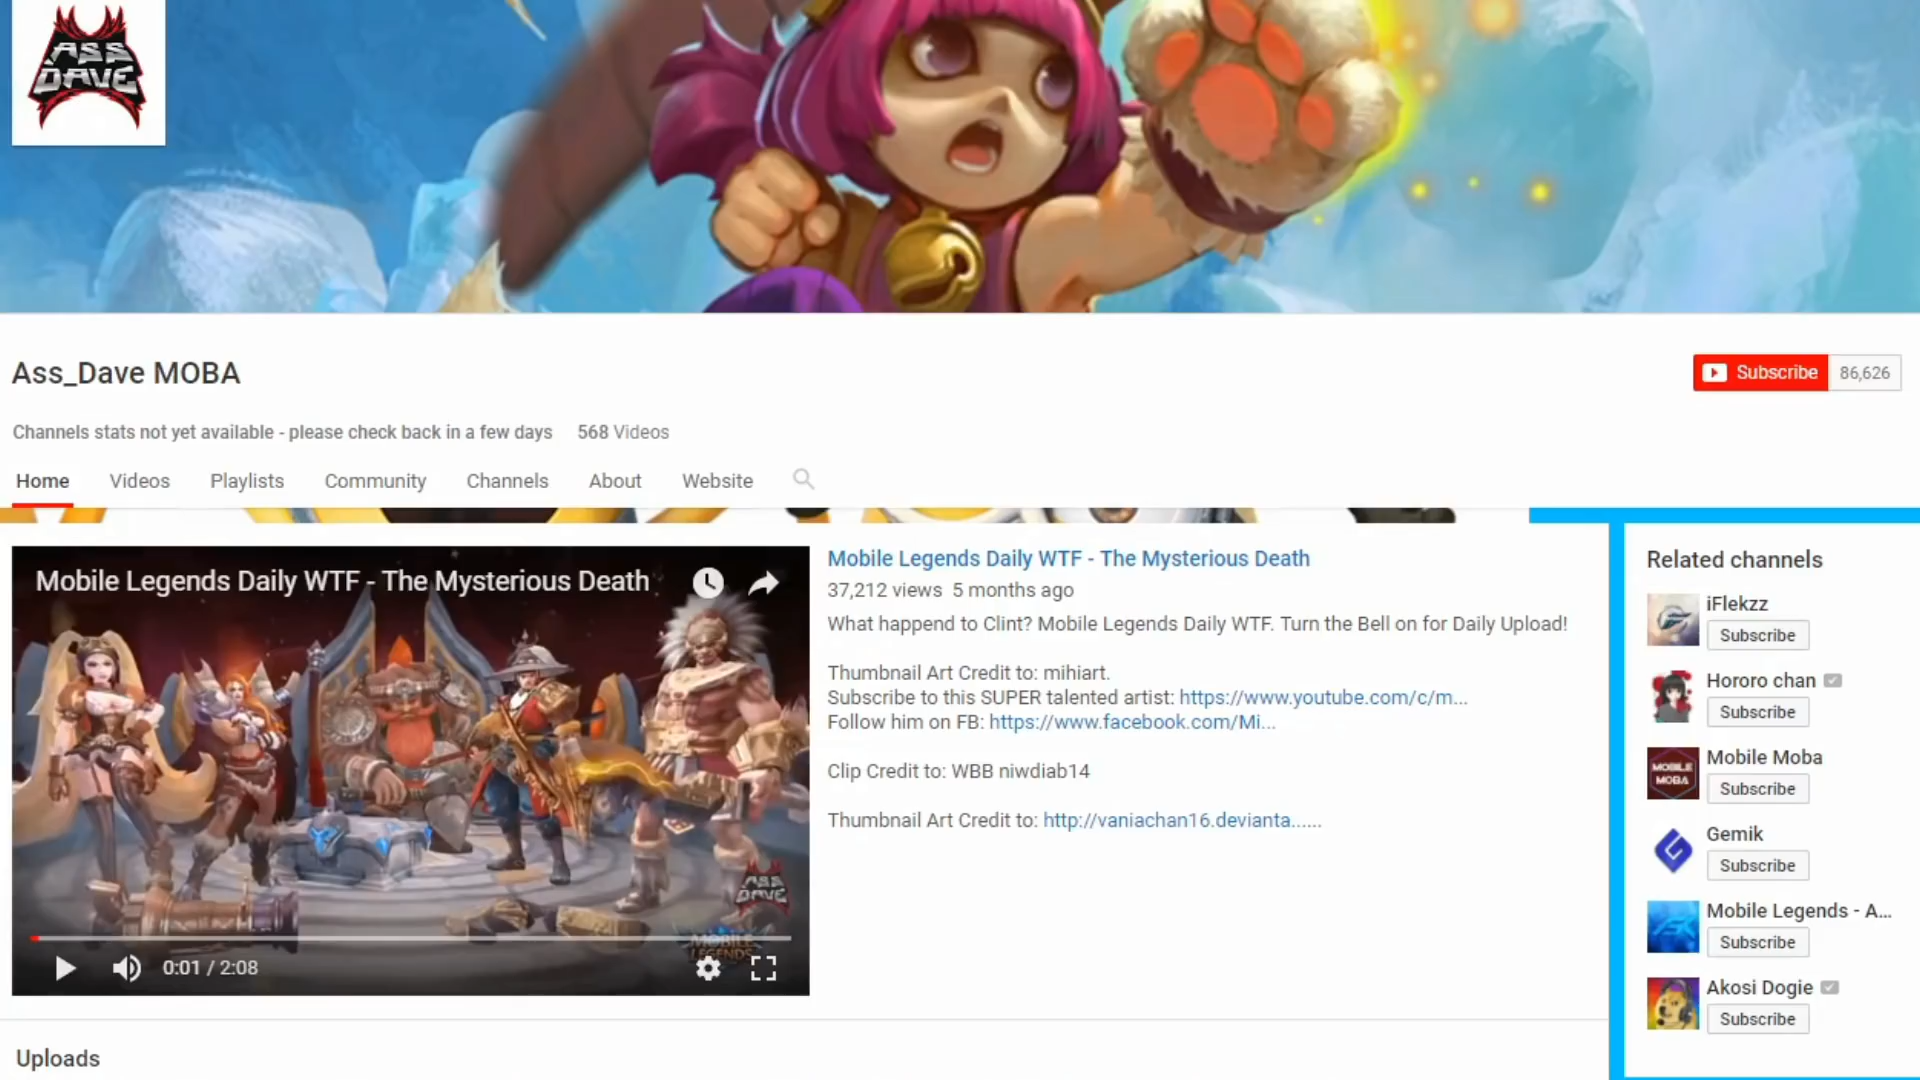 ASS
DAVE
Ass_Dave MOBA
Subscribe 86,626
Channels stats not yet available - please check back in a few days 568 Videos
Home Videos Playlists Community Channels About Website
Mobile Legends Daily WTF - The Mysterious Death
ASS
DAVE
MOBILE
LEGENDS
0:01 / 2:08
Mobile Legends Daily WTF - The Mysterious Death
37,212 views 5 months ago
What happend to Clint? Mobile Legends Daily WTF. Turn the Bell on for Daily Upload!
Thumbnail Art Credit to: mihiart.
Subscribe to this SUPER talented artist: https://www.youtube.com/c/m...
Follow him on FB: https://www.facebook.com/Mi...
Clip Credit to: WBB niwdiab14
Thumbnail Art Credit to: http://vaniachan16.devianta......
Uploads
Related channels
iFlekzz
Subscribe
Hororo chan
Subscribe
MOBILE
MOBA
Mobile Moba
Subscribe
Gemik
Subscribe
Mobile Legends - A...
Subscribe
Akosi Dogie
Subscribe